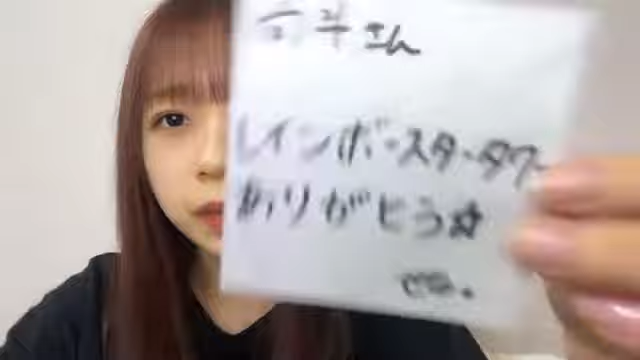 さん
レインボースタータワー
ありがとう☆